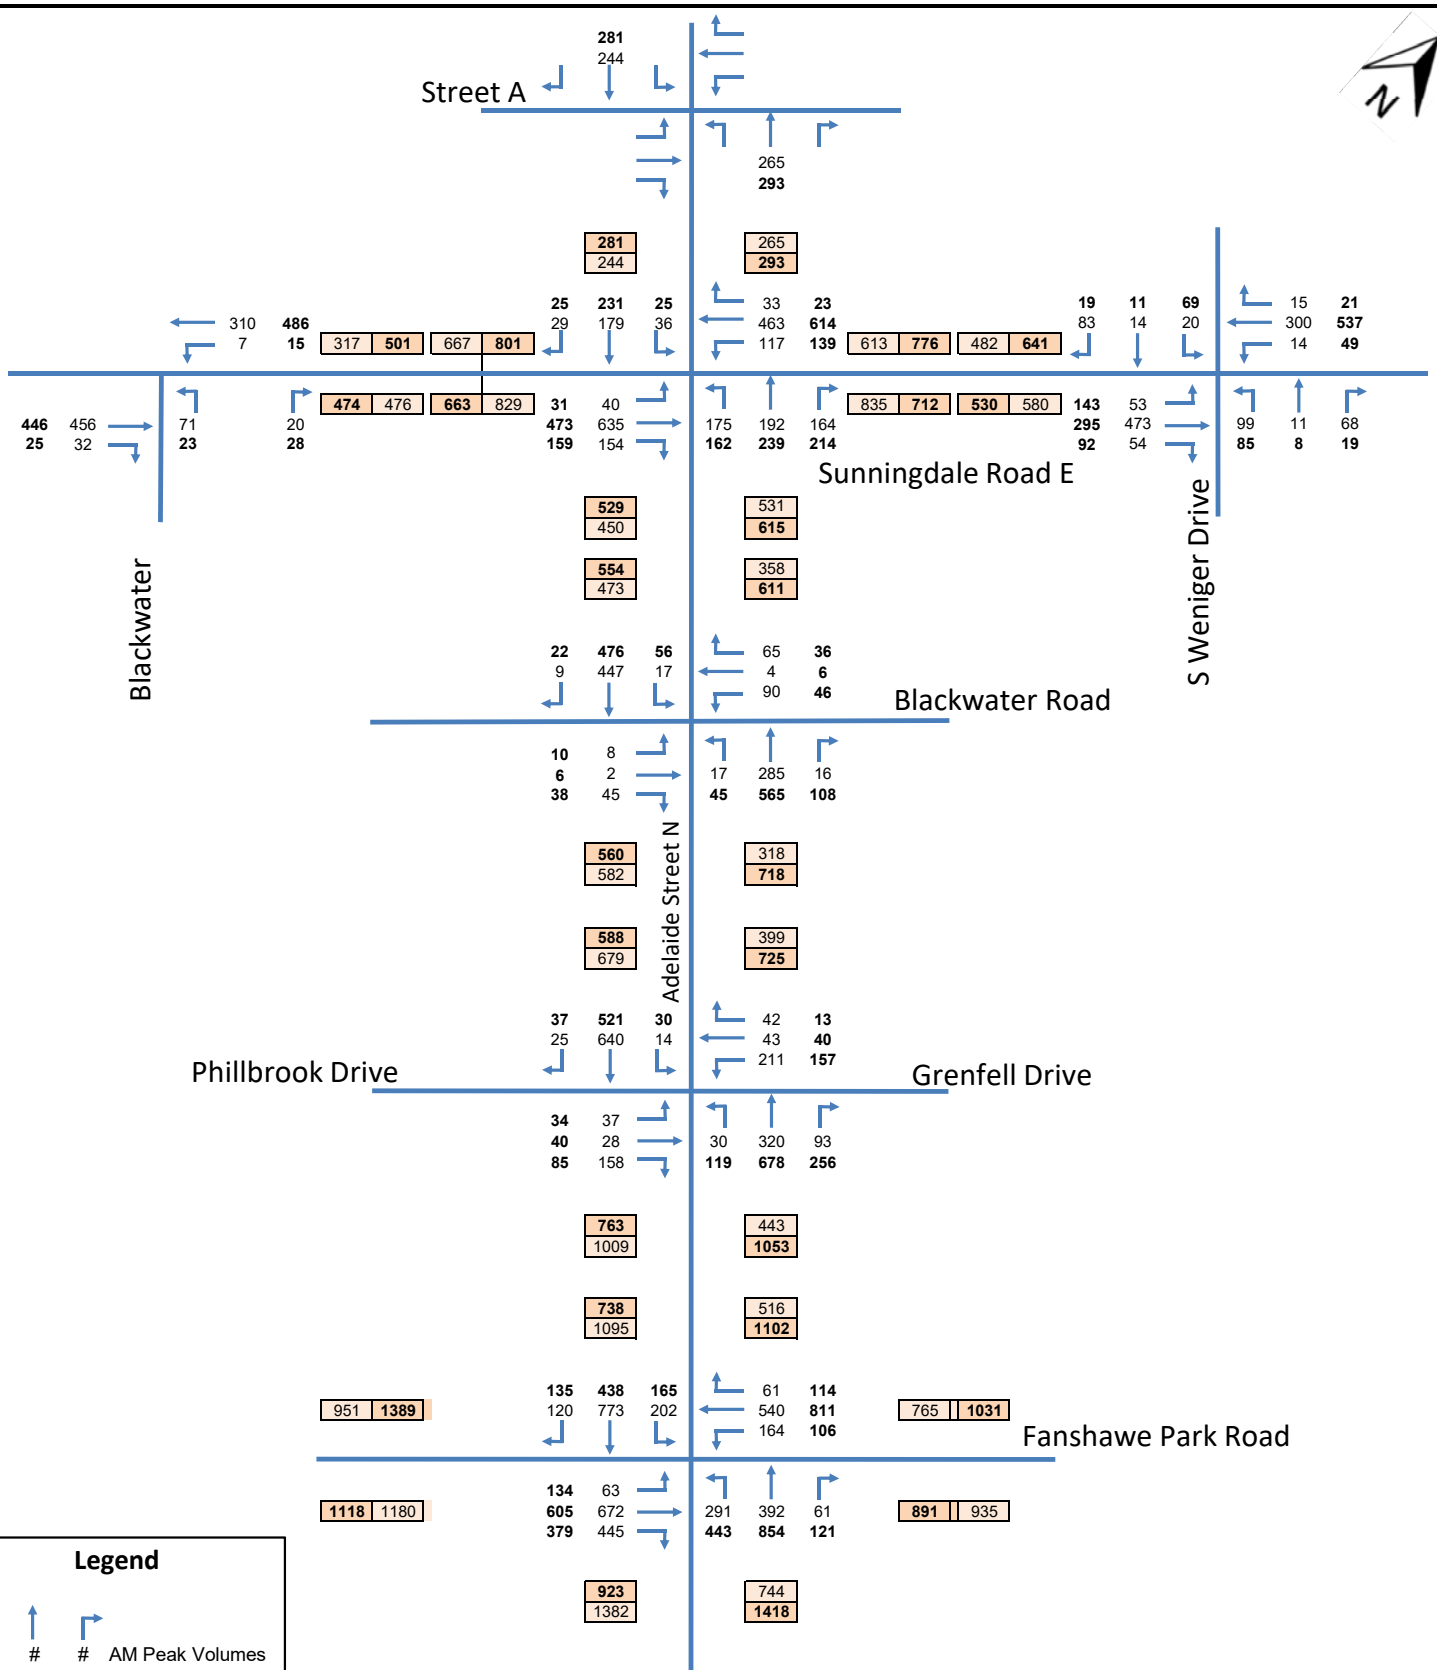 281
244
Street A
N
265
293
281
244
265
293
310 486
7 15
317 501 667 801
25 231 25
29 179 36
33 23
463 614
117 139
613 776 482 641
19 11 69
83 14 20
15 21
300 537
14 49
446 456
25 32
71 20
23 28
474 476 663 829
31 40
473 635
159 154
175 192 164
162 239 214
835 712 530 580
143 53
295 473
92 54
99 11 68
85 8 19
Sunningdale Road E
529
450
531
615
S Weniger Drive
Blackwater
554
473
358
611
22 476 56
9 447 17
65 36
4 6
90 46
Blackwater Road
10 8
6 2
38 45
17 285 16
45 565 108
Adelaide Street N
560
582
318
718
588
679
399
725
37 521 30
25 640 14
42 13
43 40
211 157
Phillbrook Drive
Grenfell Drive
34 37
40 28
85 158
30 320 93
119 678 256
763
1009
443
1053
738
1095
516
1102
951 1389
135 438 165
120 773 202
61 114
540 811
164 106
765 1031
Fanshawe Park Road
1118 1180
134 63
605 672
379 445
291 392 61
443 854 121
891 935
923
1382
744
1418
Legend
# # AM Peak Volumes